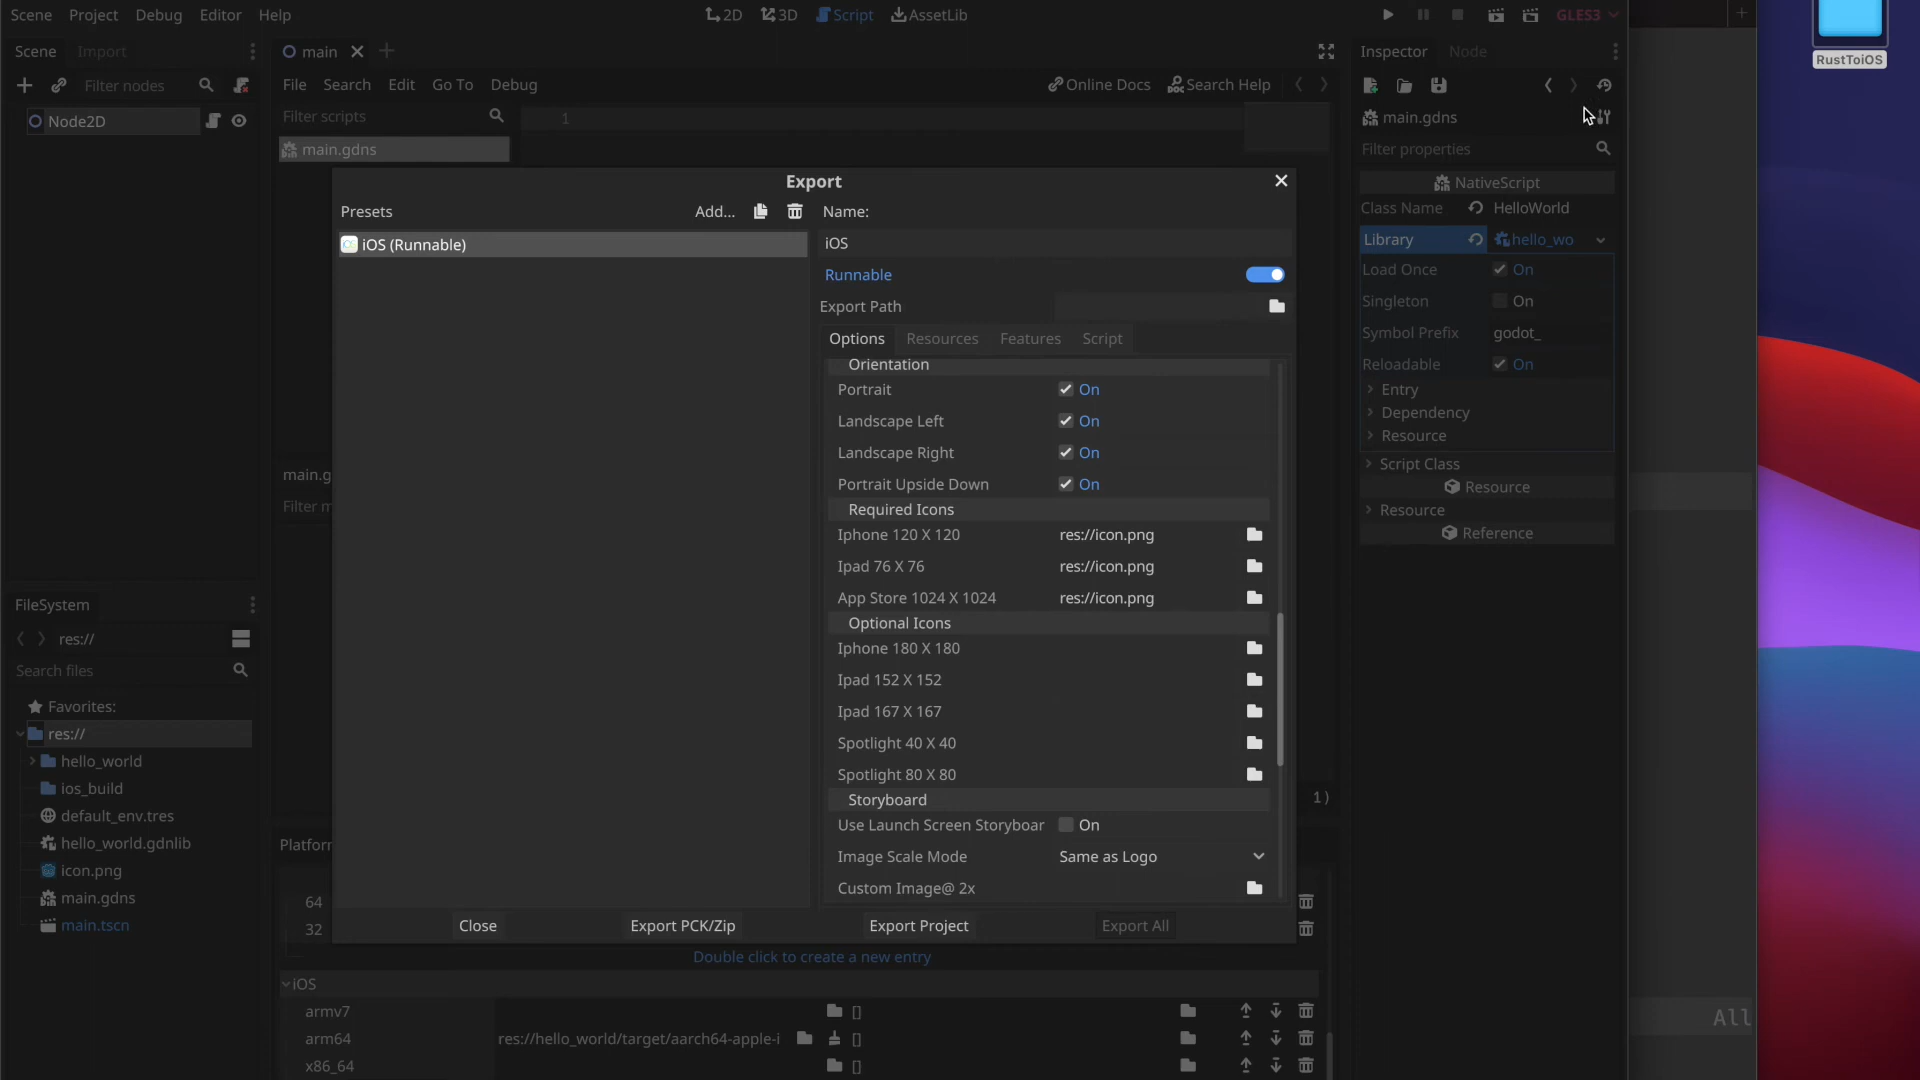 Scene Project Debug Editor Help
2D 3D Script AssetLib
GLES3
RustToiOS
Scene Import
main
Inspector Node
Filter nodes
File Search Edit Go To Debug
Online Docs Search Help
Node2D
Filter scripts
1
main.gdns
Filter properties
main.gdns
Export
NativeScript
Presets
Add...
Name:
Class Name HelloWorld
iOS (Runnable)
iOS
Library hello_wo
Runnable
Load Once On
Export Path
Singleton On
Options Resources Features Script
Symbol Prefix godot_
Orientation
Reloadable On
Portrait On
Entry
Landscape Left On
Dependency
Resource
Landscape Right On
Script Class
main.g
Portrait Upside Down On
Resource
Filter m
Required Icons
Resource
Iphone 120 X 120 res://icon.png
Reference
Ipad 76 X 76 res://icon.png
App Store 1024 X 1024 res://icon.png
FileSystem
Optional Icons
res://
Iphone 180 X 180
Search files
Ipad 152 X 152
Favorites:
Ipad 167 X 167
res://
Spotlight 40 X 40
hello_world
Spotlight 80 X 80
ios_build
Storyboard
1)
default_env.tres
Use Launch Screen Storyboar On
hello_world.gdnlib
Platforr
Image Scale Mode Same as Logo
icon.png
Custom Image@ 2x
main.gdns
64
main.tscn
32
Close Export PCK/Zip Export Project Export All
Double click to create a new entry
iOS
armv7 []
All
arm64 res://hello_world/target/aarch64-apple-i []
x86_64 []